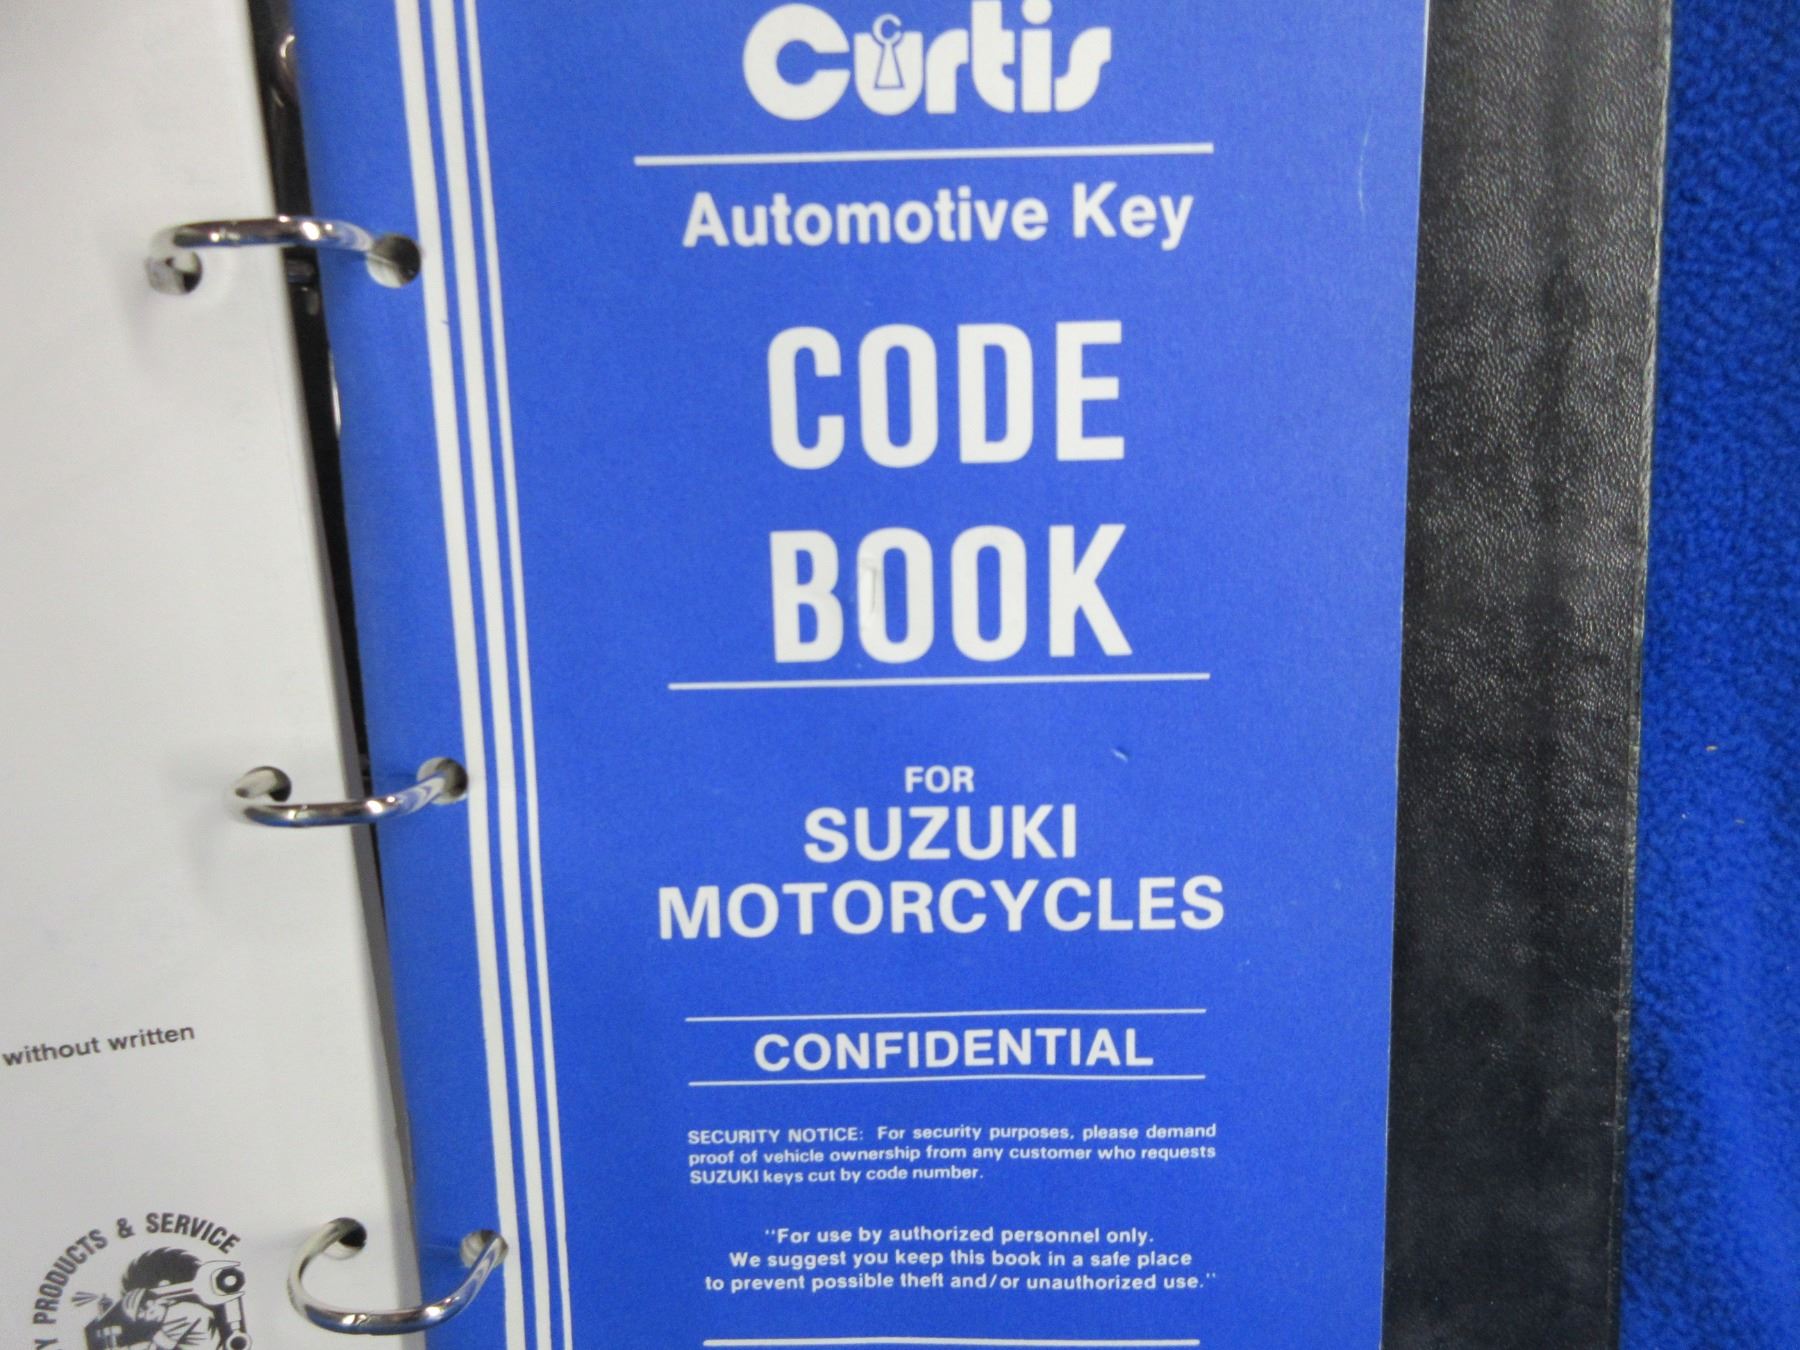 without written
Y PRODUCTS & SERVICE
Curtis
Automotive Key
CODE
BOOK
FOR
SUZUKI
MOTORCYCLES
CONFIDENTIAL
SECURITY NOTICE: For security purposes, please demand
proof of vehicle ownership from any customer who requests
SUZUKI keys cut by code number.
"For use by authorized personnel only.
We suggest you keep this book in a safe place
to prevent possible theft and/or unauthorized use."